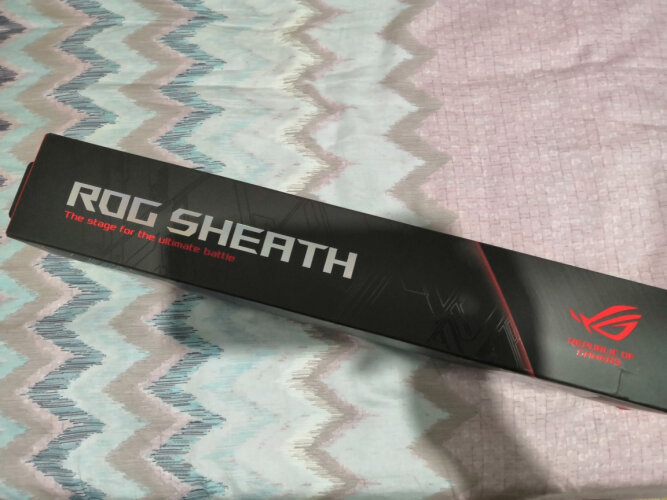 ROG SHEATH
The stage for the ultimate battle
REPUBLIC OF
GAMERS